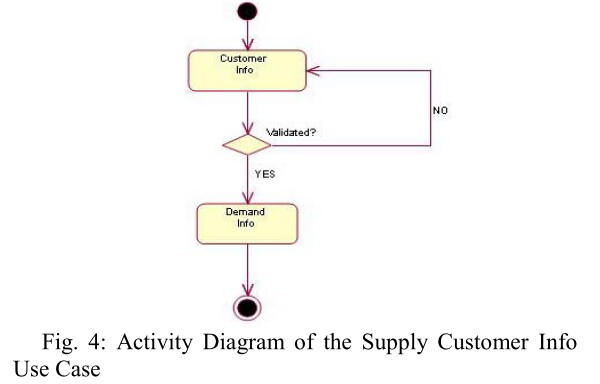 Customer
Info
NO
Validated?
YES
Demand
Info
Fig. 4: Activity Diagram of the Supply Customer Info
Use Case